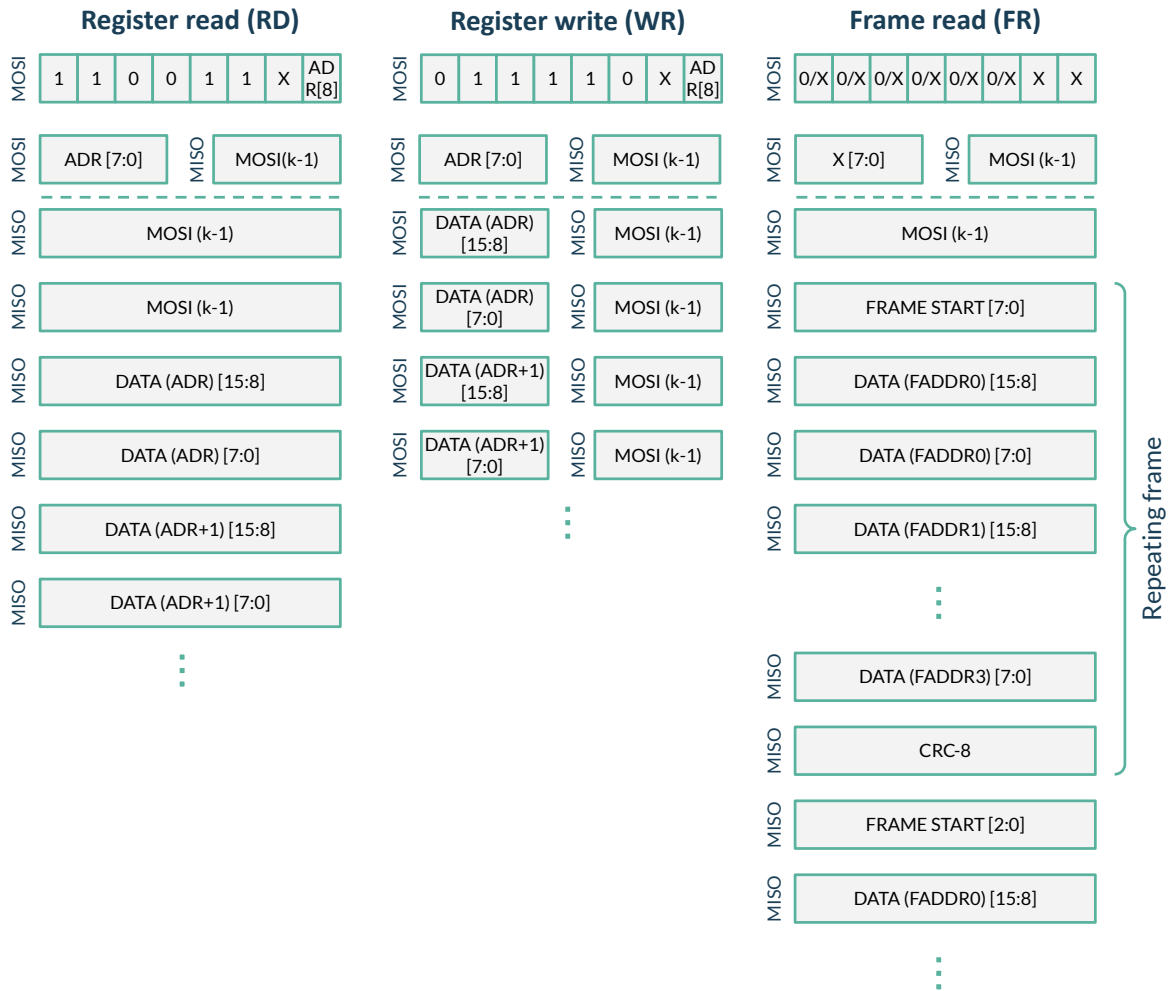 Register read (RD)
MOSI
1 1 0 0 1 1 X AD
R[8]
MOSI
ADR [7:0]
MISO
MOSI(k-1)
MISO
MOSI (k-1)
MISO
MOSI (k-1)
MISO
DATA (ADR) [15:8]
MISO
DATA (ADR) [7:0]
MISO
DATA (ADR+1) [15:8]
MISO
DATA (ADR+1) [7:0]
Register write (WR)
MOSI
0 1 1 1 1 0 X AD
R[8]
MOSI
ADR [7:0]
MISO
MOSI (k-1)
MOSI
DATA (ADR)
[15:8]
MISO
MOSI (k-1)
MOSI
DATA (ADR)
[7:0]
MISO
MOSI (k-1)
MOSI
DATA (ADR+1)
[15:8]
MISO
MOSI (k-1)
MOSI
DATA (ADR+1)
[7:0]
MISO
MOSI (k-1)
Frame read (FR)
MOSI
0/X 0/X 0/X 0/X 0/X 0/X X X
MOSI
X [7:0]
MISO
MOSI (k-1)
MISO
MOSI (k-1)
MISO
FRAME START [7:0]
MISO
DATA (FADDR0) [15:8]
MISO
DATA (FADDR0) [7:0]
MISO
DATA (FADDR1) [15:8]
MISO
DATA (FADDR3) [7:0]
MISO
CRC-8
Repeating frame
MISO
FRAME START [2:0]
MISO
DATA (FADDR0) [15:8]